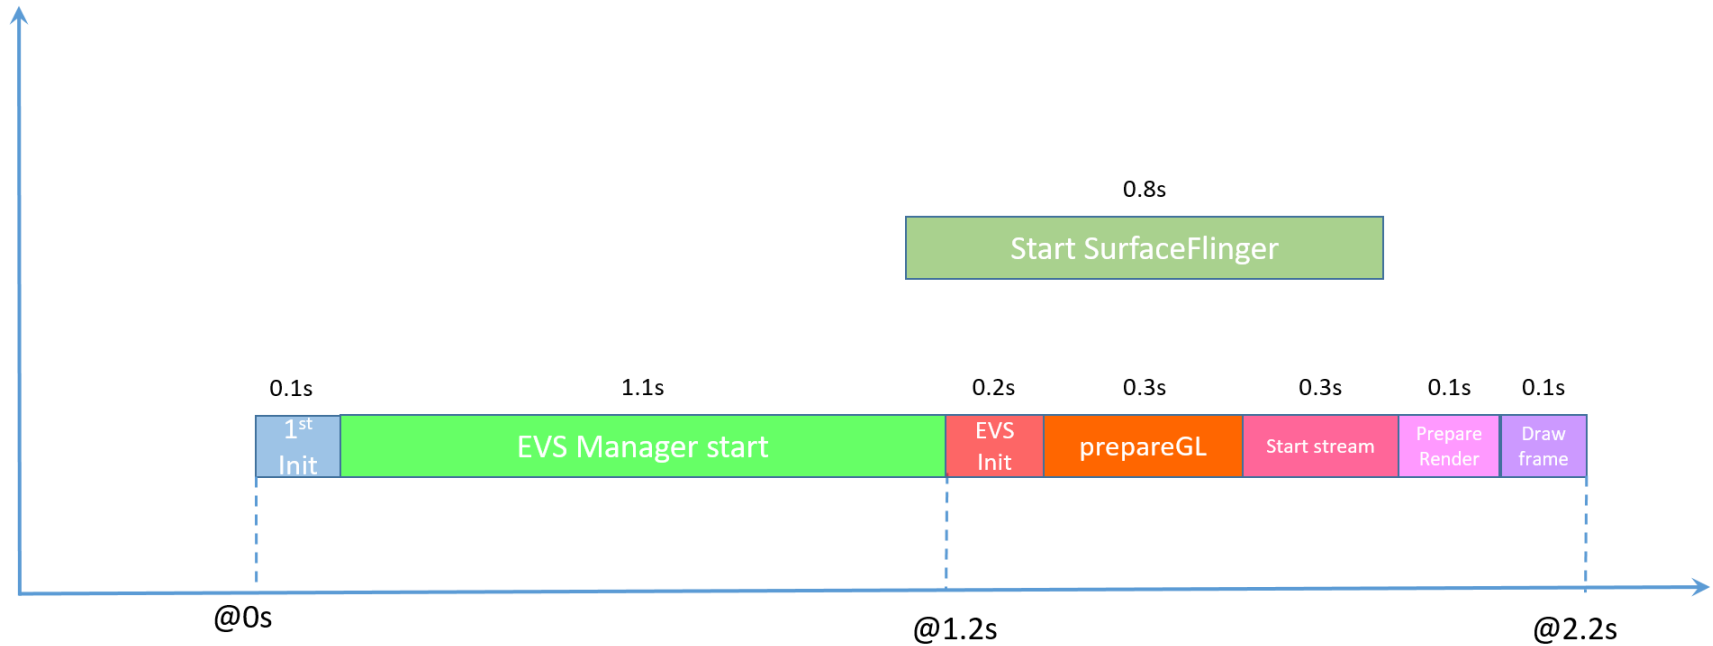 0.8s
Start SurfaceFlinger
0.1s
1.1s
0.2s
0.3s
0.3s
0.1s
0.1s
1st
Init
EVS Manager start
EVS
Init
prepareGL
Start stream
Prepare
Render
Draw
frame
@0s
@1.2s
@2.2s